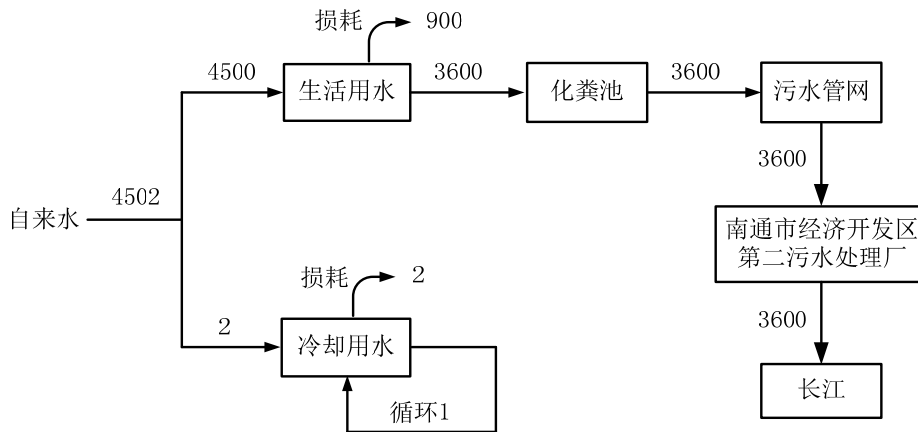 损耗
900
4500
生活用水
3600
化粪池
3600
污水管网
3600
自来水
4502
南通市经济开发区
第二污水处理厂
损耗
2
2
冷却用水
3600
循环1
长江